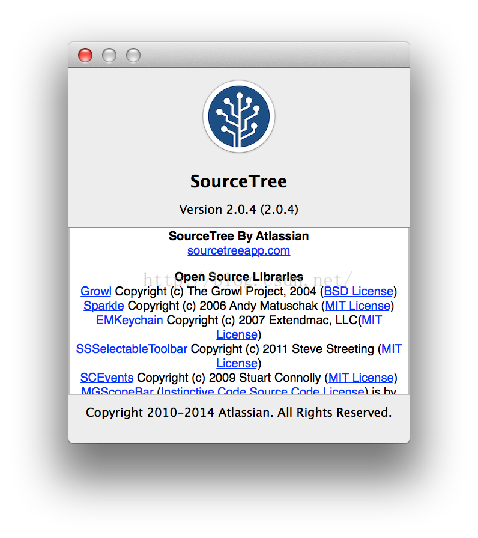 SourceTree
Version 2.0.4 (2.0.4)
SourceTree By Atlassian
sourcetreeapp.com
Open Source Libraries
Growl Copyright (c) The Growl Project, 2004 (BSD License)
Sparkle Copyright (c) 2006 Andy Matuschak (MIT License)
EMKeychain Copyright (c) 2007 Extendmac, LLC(MIT
License)
SSSelectableToolbar Copyright (c) 2011 Steve Streeting (MIT
License)
SCEvents Copyright (c) 2009 Stuart Connolly (MIT License)
MGScopeBar (Instinctive Code Source Code License) is by
Copyright 2010-2014 Atlassian. All Rights Reserved.